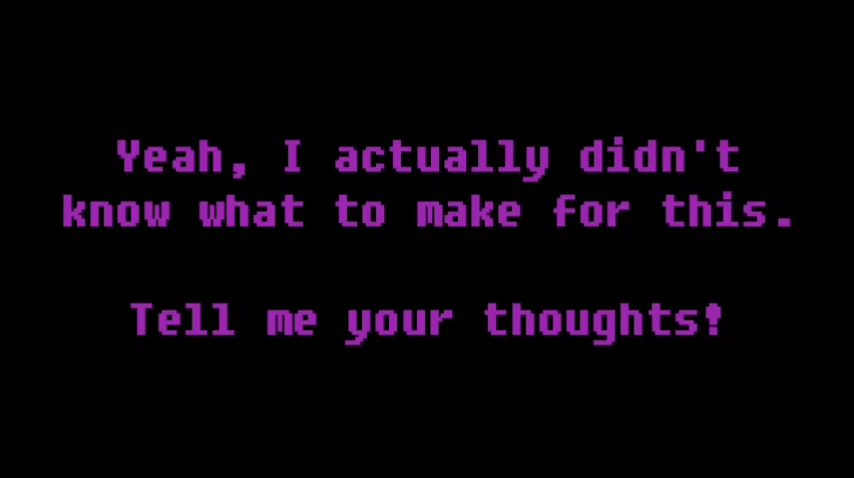 Yeah, I actually didn't
know what to make for this.
Tell me your thoughts!